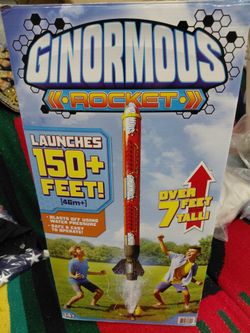 GINORMOUS
ROCKET
LAUNCHES
150+
FEET!
[46m+]
• BLASTS OFF USING
WATER PRESSURE
• SAFE & EASY
TO OPERATE!
OVER
7 FEET
TALL!